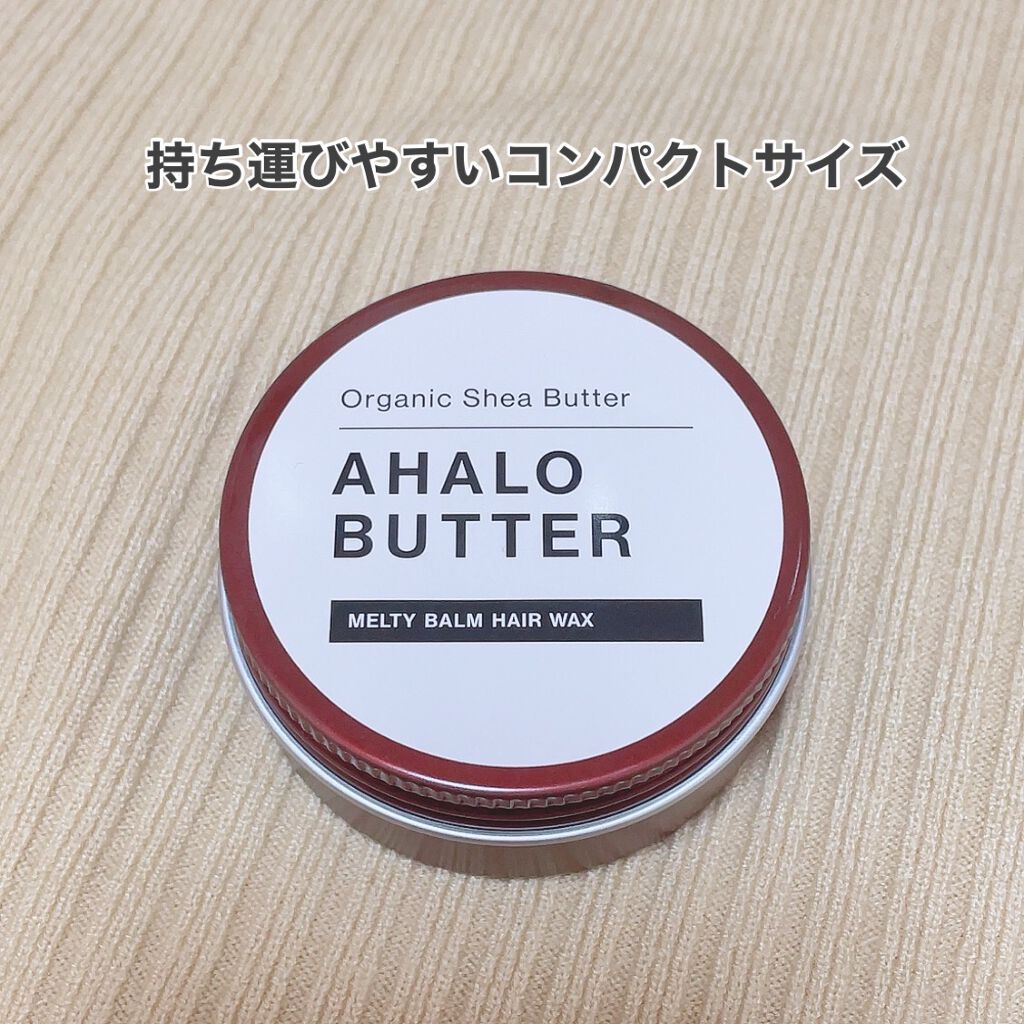 持ち運びやすいコンパクトサイズ
Organic Shea Butter
AHALO
BUTTER
MELTY BALM HAIR WAX